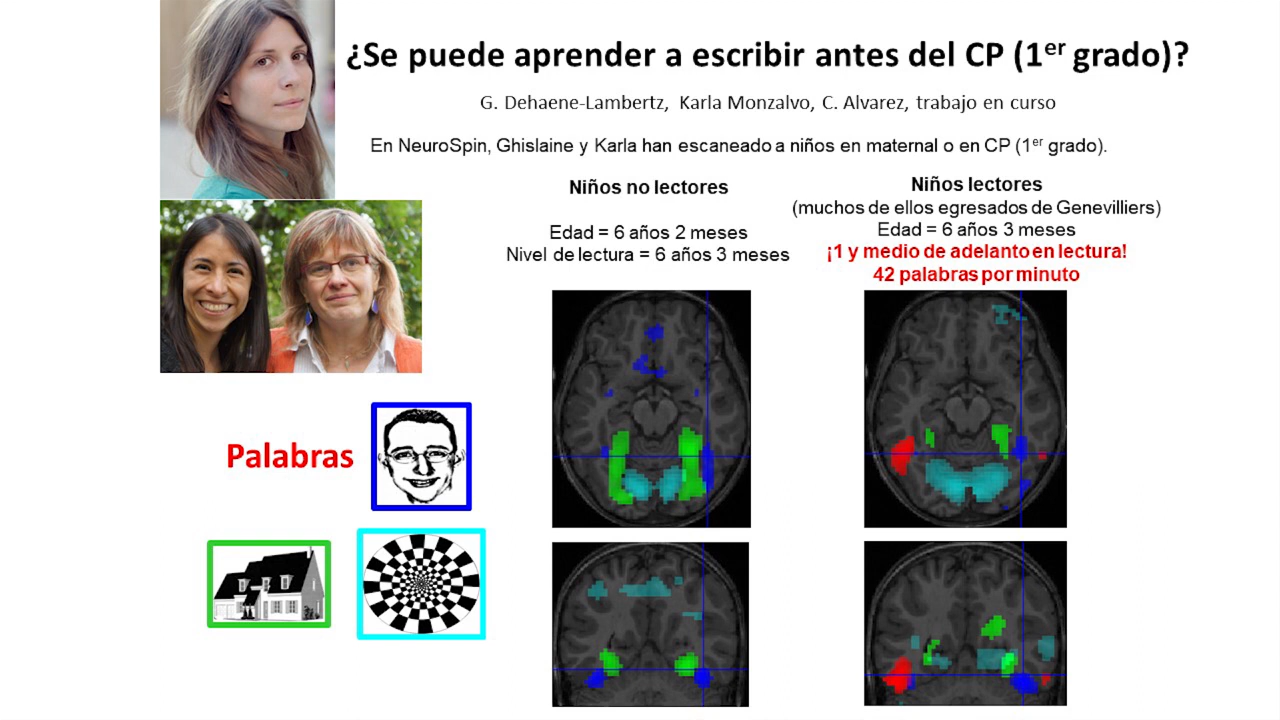 ¿Se puede aprender a escribir antes del CP (1er grado)?
G. Dehaene-Lambertz, Karla Monzalvo, C. Alvarez, trabajo en curso
En NeuroSpin, Ghislaine y Karla han escaneado a niños en maternal o en CP (1er grado).
Niños no lectores
Edad = 6 años 2 meses
Nivel de lectura = 6 años 3 meses
Niños lectores
(muchos de ellos egresados de Genevilliers)
Edad = 6 años 3 meses
¡1 y medio de adelanto en lectura!
42 palabras por minuto
Palabras